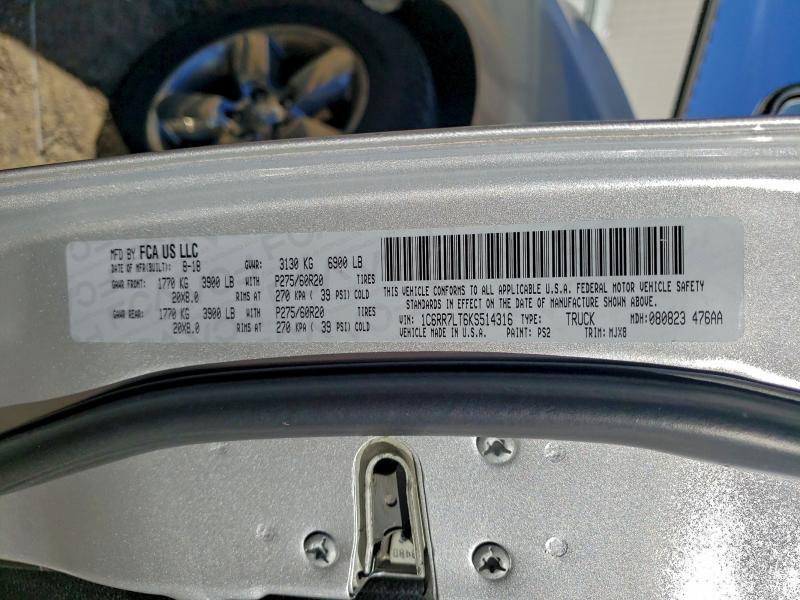 MFD BY FCA US LLC
DATE OF MFR(BUILT): 8-18 GVWR: 3130 KG 6900 LB
GAWR FRONT: 1770 KG 3900 LB WITH P275/60R20 TIRES
20X8.0 RIMS AT 270 KPA ( 39 PSI) COLD
GAWR REAR: 1770 KG 3900 LB WITH P275/60R20 TIRES
20X8.0 RIMS AT 270 KPA ( 39 PSI) COLD
THIS VEHICLE CONFORMS TO ALL APPLICABLE U.S.A. FEDERAL MOTOR VEHICLE SAFETY
STANDARDS IN EFFECT ON THE DATE OF MANUFACTURE SHOWN ABOVE.
VIN: 1C6RR7LT6KS514316 TYPE: TRUCK MDH:080823 476AA
VEHICLE MADE IN U.S.A. PAINT: PS2 TRIM: MJX8